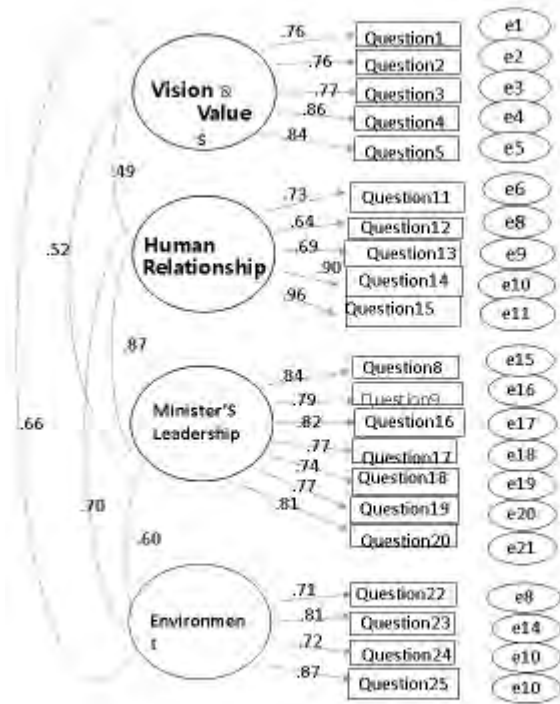 .76 Question1 e1
.76 Question2 e2
Vision & Value s
.77 Question3 e3
.86 Question4 e4
.84 Question5 e5
.49
.73 Question11 e6
.64 Question12 e8
Human Relationship
.69 Question13 e9
.90 Question14 e10
.96 Question15 e11
.52
.87
.84 Question8 e15
.79 Question9 e16
Minister'S Leadership
.82 Question16 e17
.77 Question17 e18
.74 Question18 e19
.77 Question19 e20
.81 Question20 e21
.66
.70
.60
.71 Question22 e8
.81 Question23 e14
Environmen t
.72 Question24 e10
.87 Question25 e10